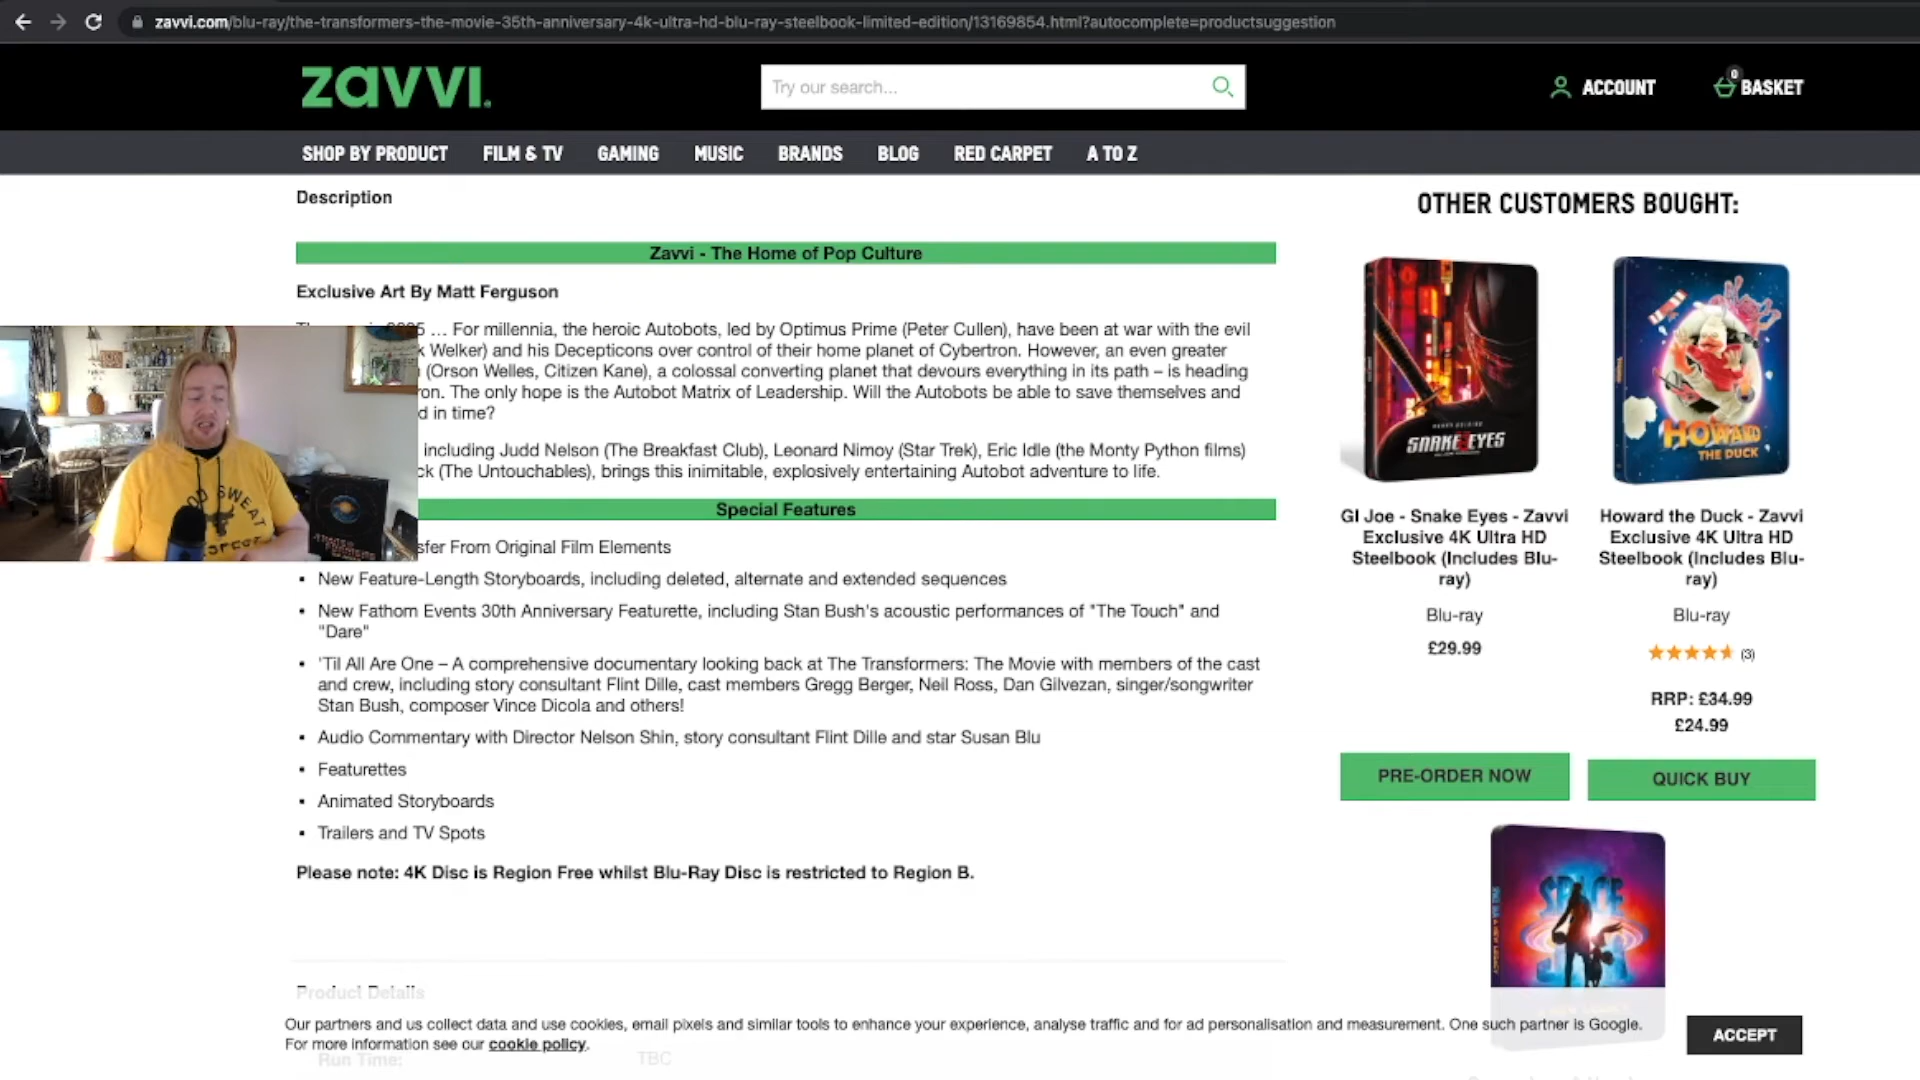 zavvi.com/blu-ray/the-transformers-the-movie-35th-anniversary-4k-ultra-hd-blu-ray-steelbook-limited-edition/13169854.html?autocomplete=productsuggestion
zavvi.
Try our search...
ACCOUNT
0
BASKET
SHOP BY PRODUCT FILM & TV GAMING MUSIC BRANDS BLOG RED CARPET A TO Z
Description
Zavvi - The Home of Pop Culture
Exclusive Art By Matt Ferguson
... For millennia, the heroic Autobots, led by Optimus Prime (Peter Cullen), have been at war with the evil
k Welker) and his Decepticons over control of their home planet of Cybertron. However, an even greater
(Orson Welles, Citizen Kane), a colossal converting planet that devours everything in its path – is heading
ron. The only hope is the Autobot Matrix of Leadership. Will the Autobots be able to save themselves and
d in time?
including Judd Nelson (The Breakfast Club), Leonard Nimoy (Star Trek), Eric Idle (the Monty Python films)
ck (The Untouchables), brings this inimitable, explosively entertaining Autobot adventure to life.
Special Features
sfer From Original Film Elements
• New Feature-Length Storyboards, including deleted, alternate and extended sequences
• New Fathom Events 30th Anniversary Featurette, including Stan Bush's acoustic performances of "The Touch" and
"Dare"
• 'Til All Are One – A comprehensive documentary looking back at The Transformers: The Movie with members of the cast
and crew, including story consultant Flint Dille, cast members Gregg Berger, Neil Ross, Dan Gilvezan, singer/songwriter
Stan Bush, composer Vince Dicola and others!
• Audio Commentary with Director Nelson Shin, story consultant Flint Dille and star Susan Blu
• Featurettes
• Animated Storyboards
• Trailers and TV Spots
Please note: 4K Disc is Region Free whilst Blu-Ray Disc is restricted to Region B.
Product Details
Run Time: TBC
OTHER CUSTOMERS BOUGHT:
SNAKE EYES
GI Joe - Snake Eyes - Zavvi
Exclusive 4K Ultra HD
Steelbook (Includes Blu-
ray)
Blu-ray
£29.99
PRE-ORDER NOW
HOWARD
THE DUCK
Howard the Duck - Zavvi
Exclusive 4K Ultra HD
Steelbook (Includes Blu-
ray)
Blu-ray
(3)
RRP: £34.99
£24.99
QUICK BUY
SPACE
JAM
Our partners and us collect data and use cookies, email pixels and similar tools to enhance your experience, analyse traffic and for ad personalisation and measurement. One such partner is Google.
For more information see our cookie policy.
ACCEPT